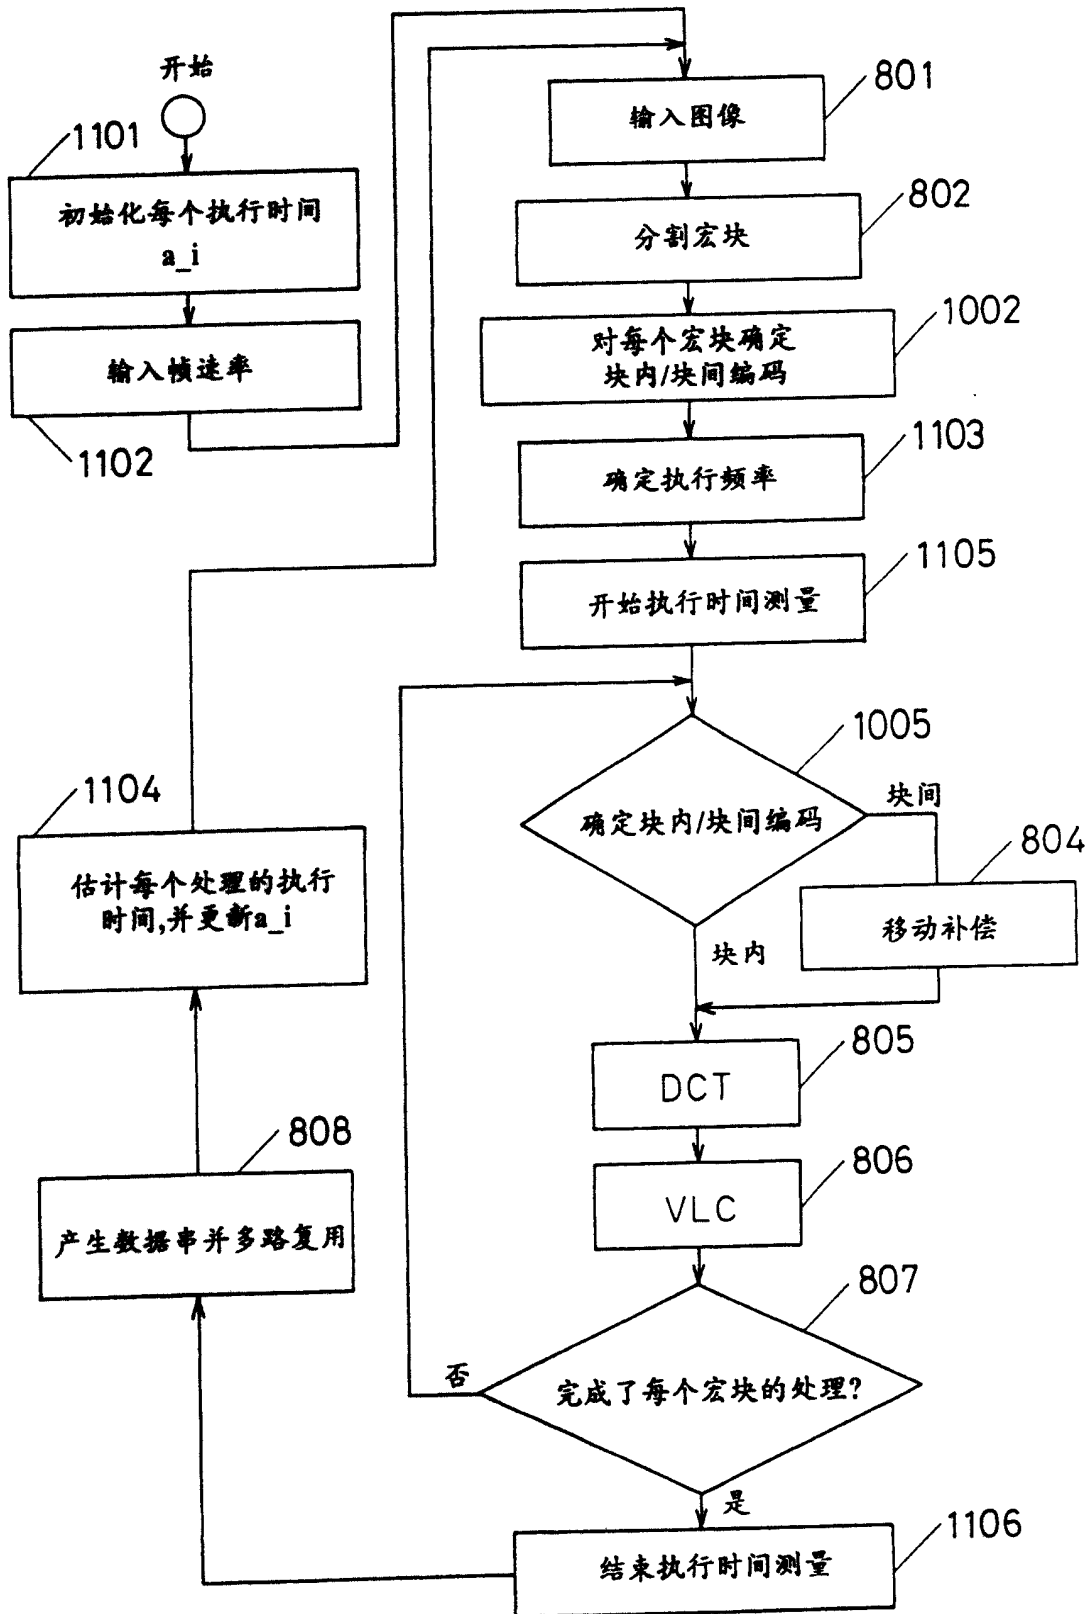 开始
1101
初始化每个执行时间
a_i
输入帧速率
1102
801
输入图像
802
分割宏块
1002
对每个宏块确定
块内/块间编码
1103
确定执行频率
1105
开始执行时间测量
1005
确定块内/块间编码
块间
804
移动补偿
块内
805
DCT
806
VLC
807
完成了每个宏块的处理?
否
是
1106
结束执行时间测量
808
产生数据串并多路复用
1104
估计每个处理的执行
时间,并更新a_i